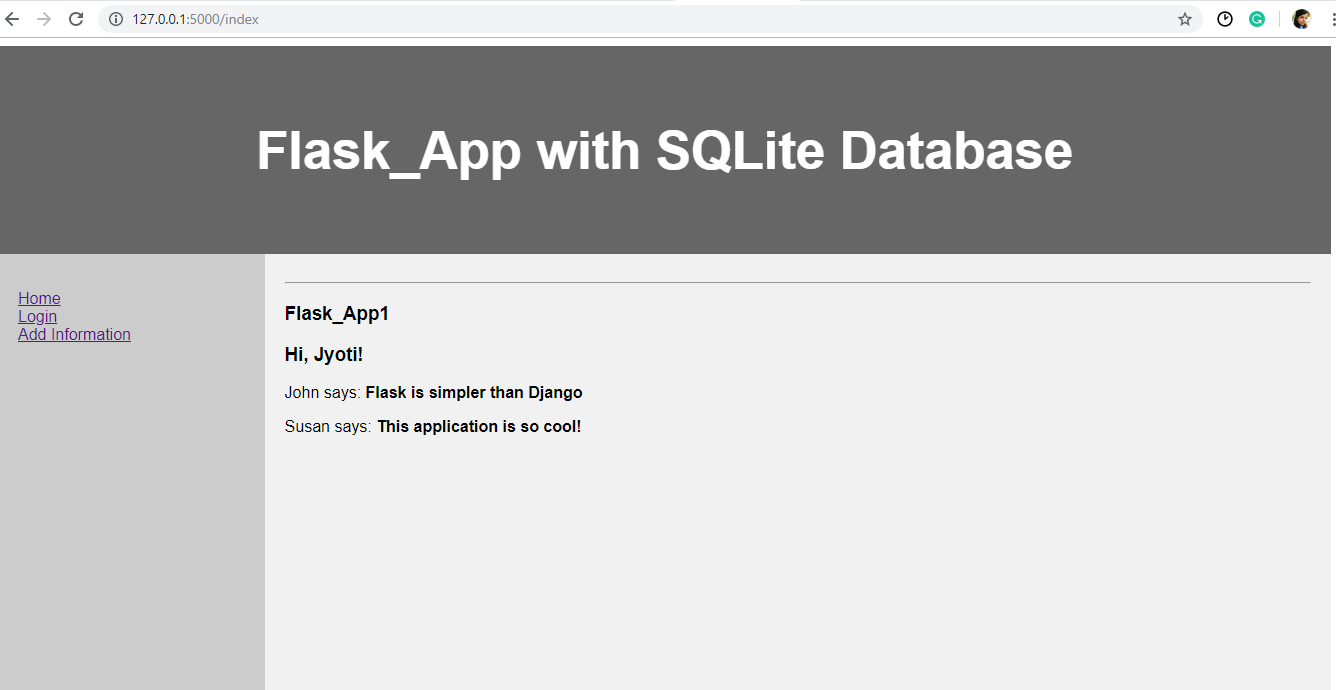 127.0.0.1:5000/index
Flask_App with SQLite Database
Home
Login
Add Information
Flask_App1
Hi, Jyoti!
John says: Flask is simpler than Django
Susan says: This application is so cool!